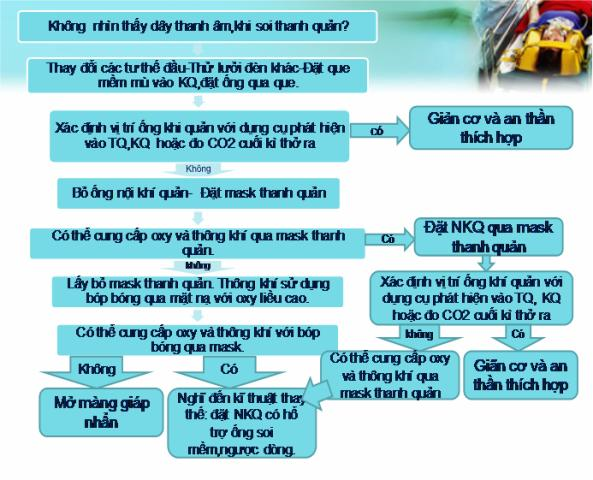 Không nhìn thấy dây thanh âm,khi soi thanh quản?
Thay đổi các tư thế đầu-Thử lưỡi đèn khác-Đặt que
mềm mù vào KQ,đặt ống qua que.
Xác định vị trí ống khi quản với dụng cụ phát hiện
vào TQ,KQ hoặc đo CO2 cuối kì thở ra
có
Giãn cơ và an thần
thích hợp
Không
Bỏ ống nội khí quản- Đặt mask thanh quản
Có thể cung cấp oxy và thông khí qua mask thanh
quản.
Có
Đặt NKQ qua mask
thanh quản
không
Lấy bỏ mask thanh quản. Thông khí sử dụng
bóp bóng qua mặt nạ với oxy liều cao.
Xác định vị trí ống khí quản với
dụng cụ phát hiện vào TQ, KQ
hoặc đo CO2 cuối kì thở ra
Có thể cung cấp oxy và thông khí với bóp
bóng qua mask.
không
Có
Không
Có
Có thể cung cấp oxy
và thông khí qua
mask thanh quản
Giãn cơ và an
thần thích hợp
Mở màng giáp
nhẫn
Nghĩ đến kĩ thuật thay
thế: đặt NKQ có hỗ
trợ ống soi
mềm,ngược dòng.